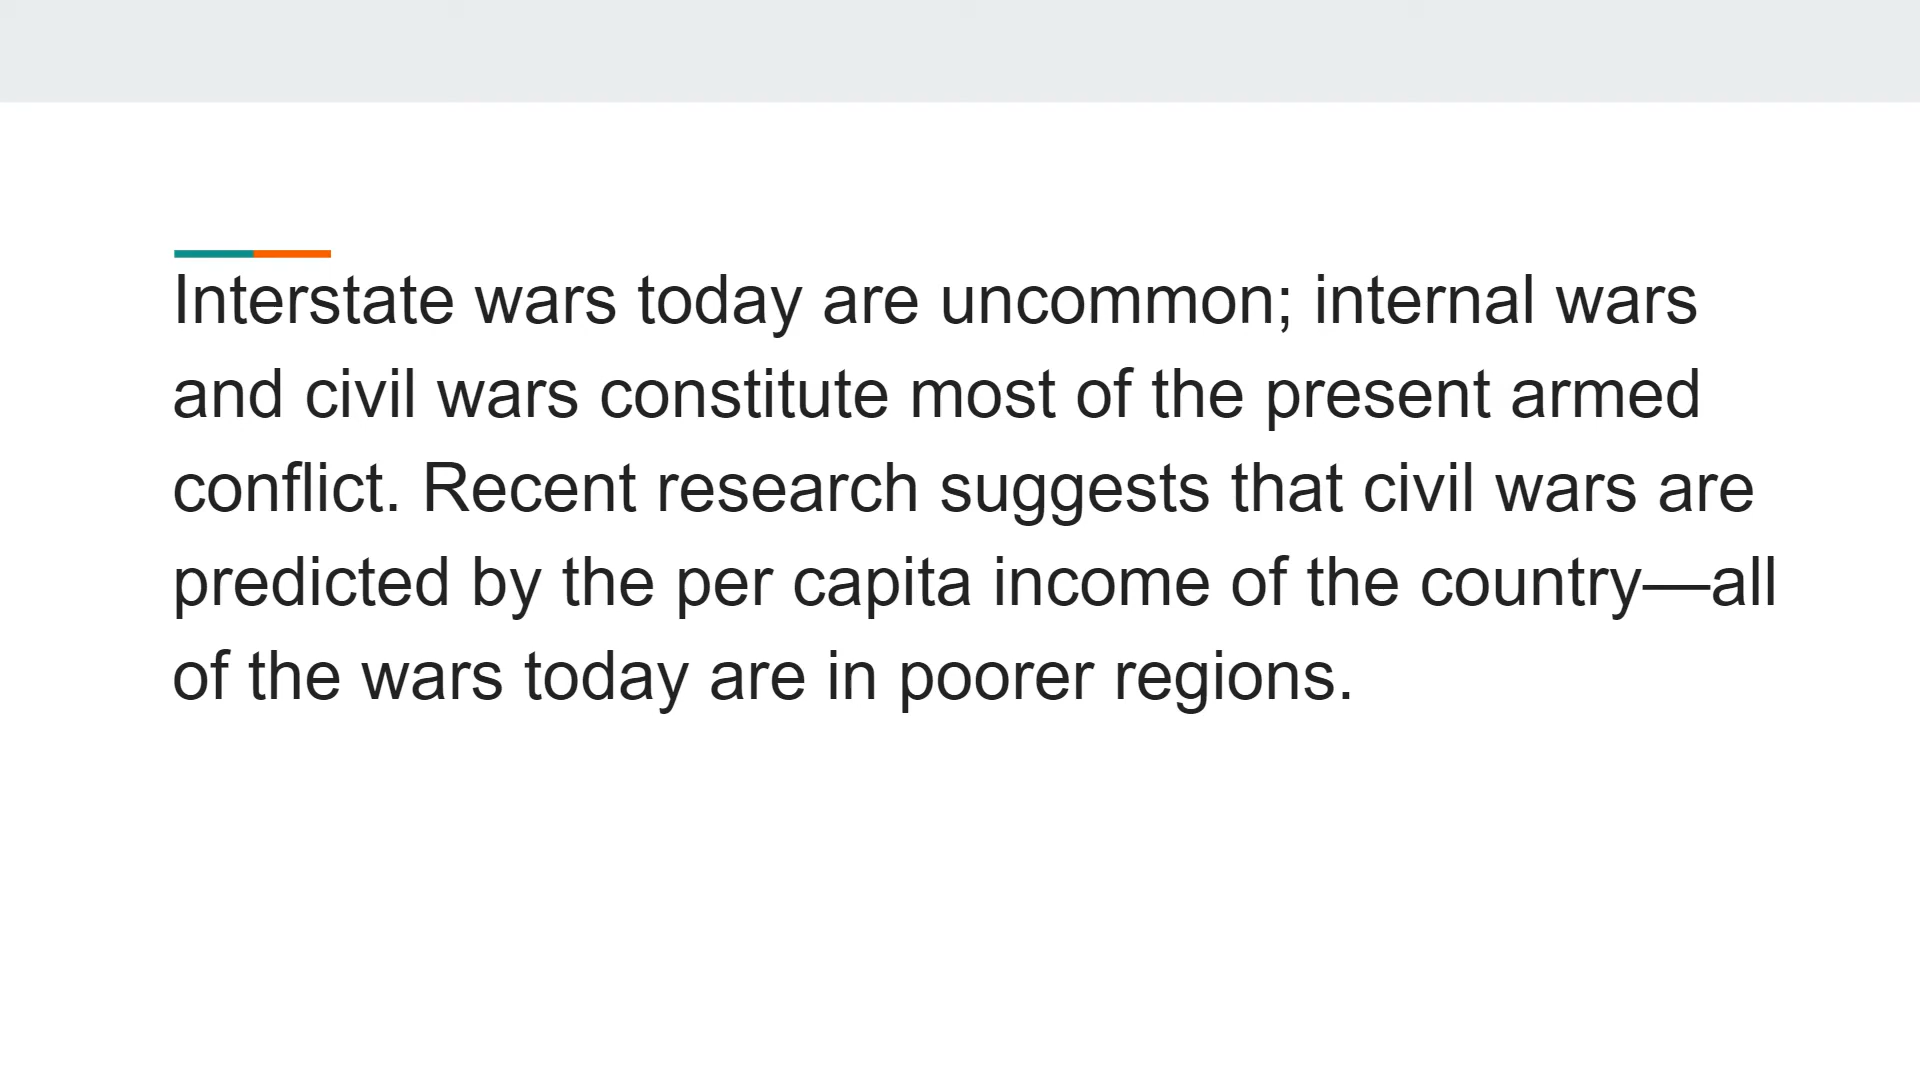 Interstate wars today are uncommon; internal wars
and civil wars constitute most of the present armed
conflict. Recent research suggests that civil wars are
predicted by the per capita income of the country—all
of the wars today are in poorer regions.